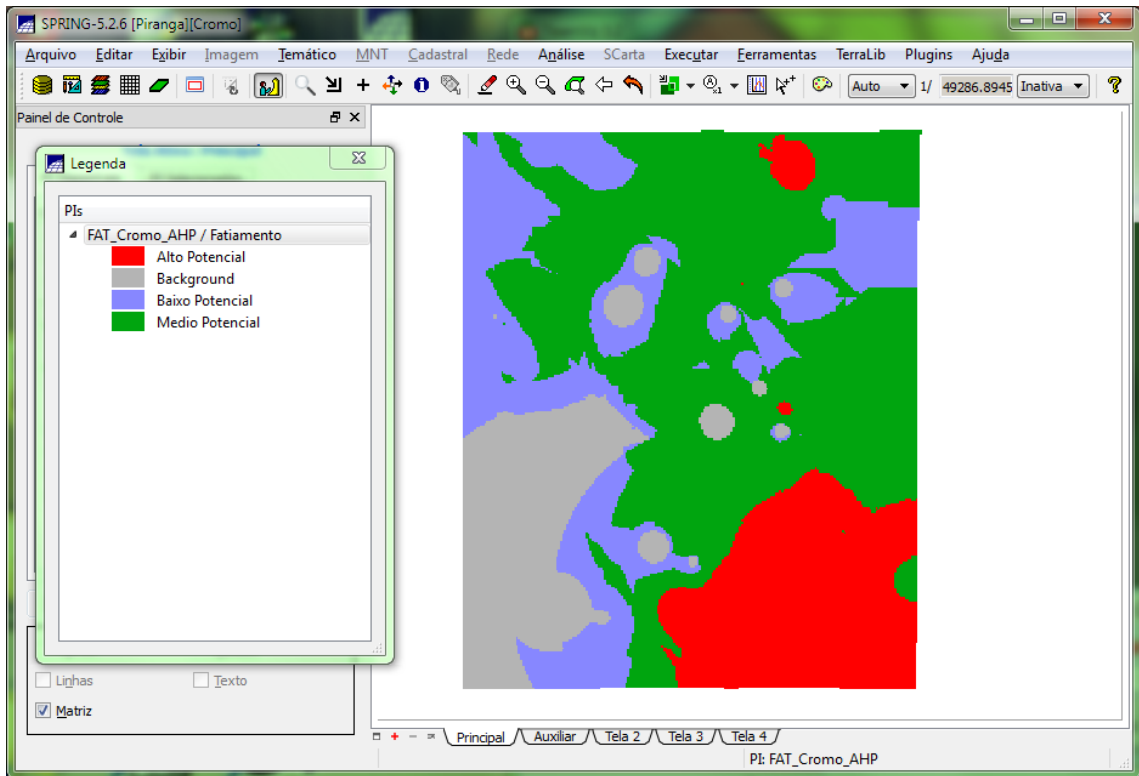 SPRING-5.2.6 [Piranga][Cromo]
Arquivo Editar Exibir Imagem Temático MNT Cadastral Rede Análise SCarta Executar Ferramentas TerraLib Plugins Ajuda
Auto 1/ 49286.8945 Inativa
Painel de Controle
Legenda
PIs
FAT_Cromo_AHP / Fatiamento
Alto Potencial
Background
Baixo Potencial
Medio Potencial
Linhas Texto
Matriz
Principal Auxiliar Tela 2 Tela 3 Tela 4
PI: FAT_Cromo_AHP